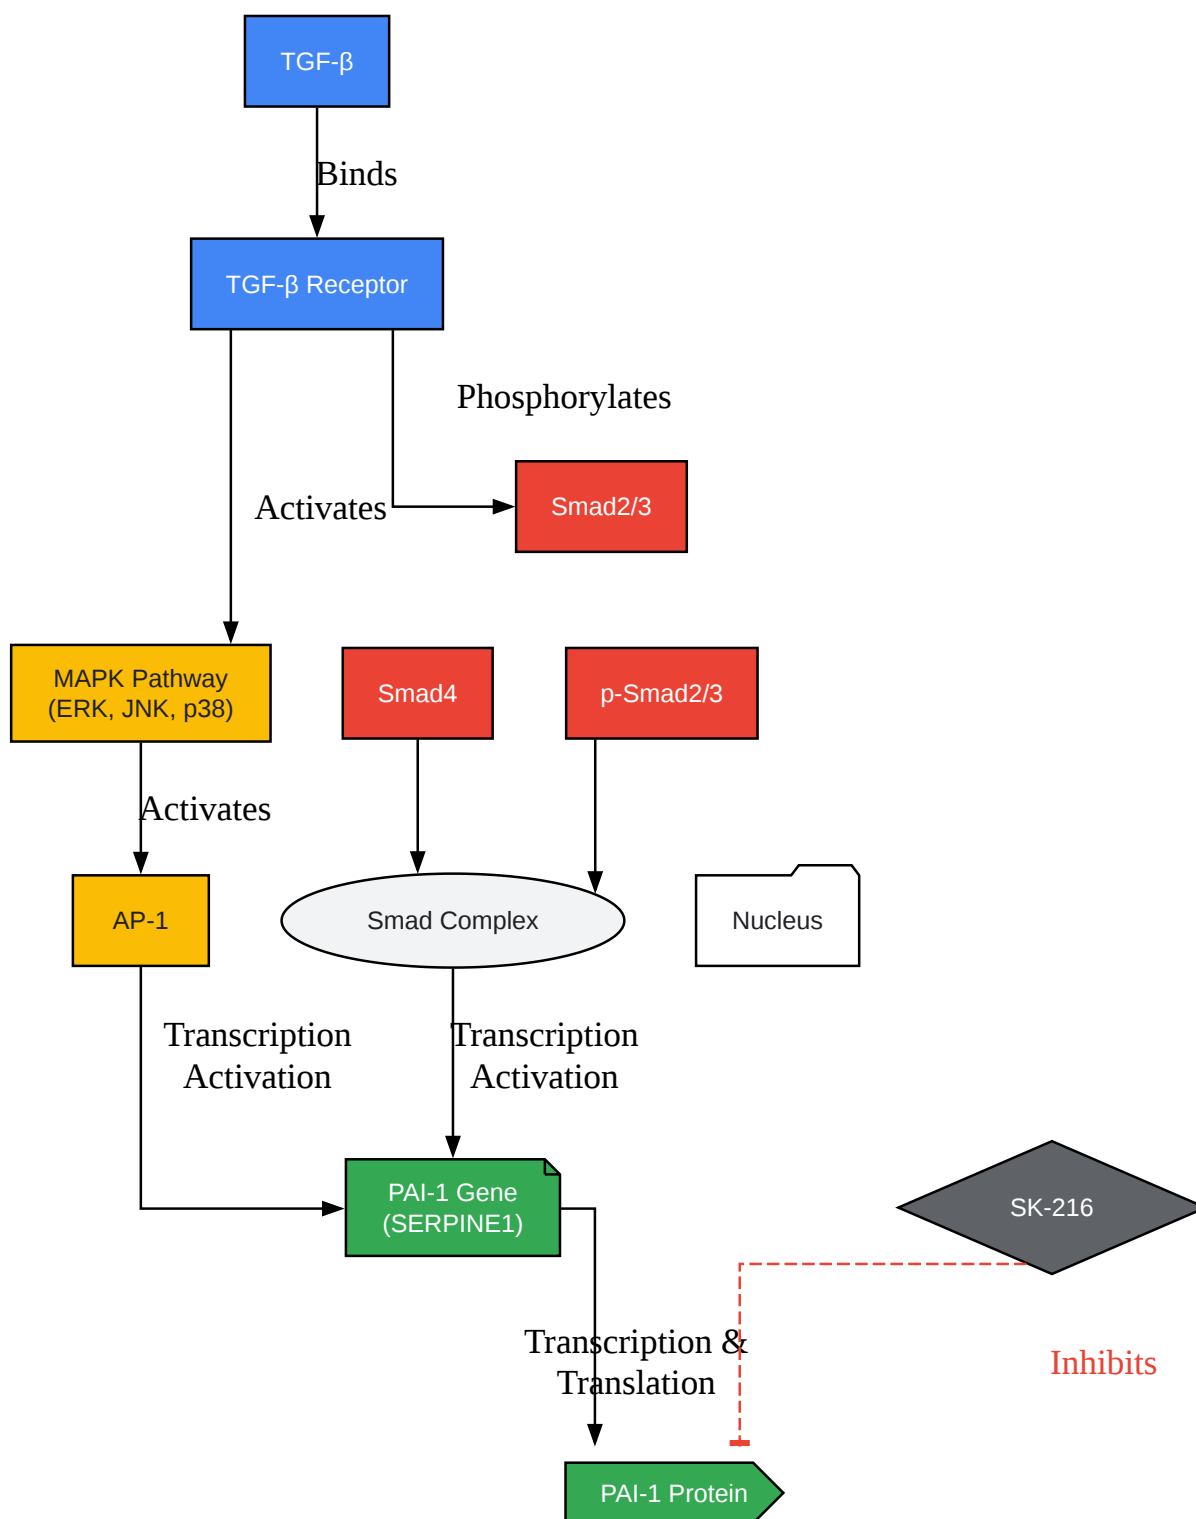 TGF-β
Binds
TGF-β Receptor
Phosphorylates
Activates
Smad2/3
MAPK Pathway
(ERK, JNK, p38)
Smad4
p-Smad2/3
Activates
AP-1
Smad Complex
Nucleus
Transcription
Activation
Transcription
Activation
PAI-1 Gene
(SERPINE1)
SK-216
Transcription &
Translation
Inhibits
PAI-1 Protein